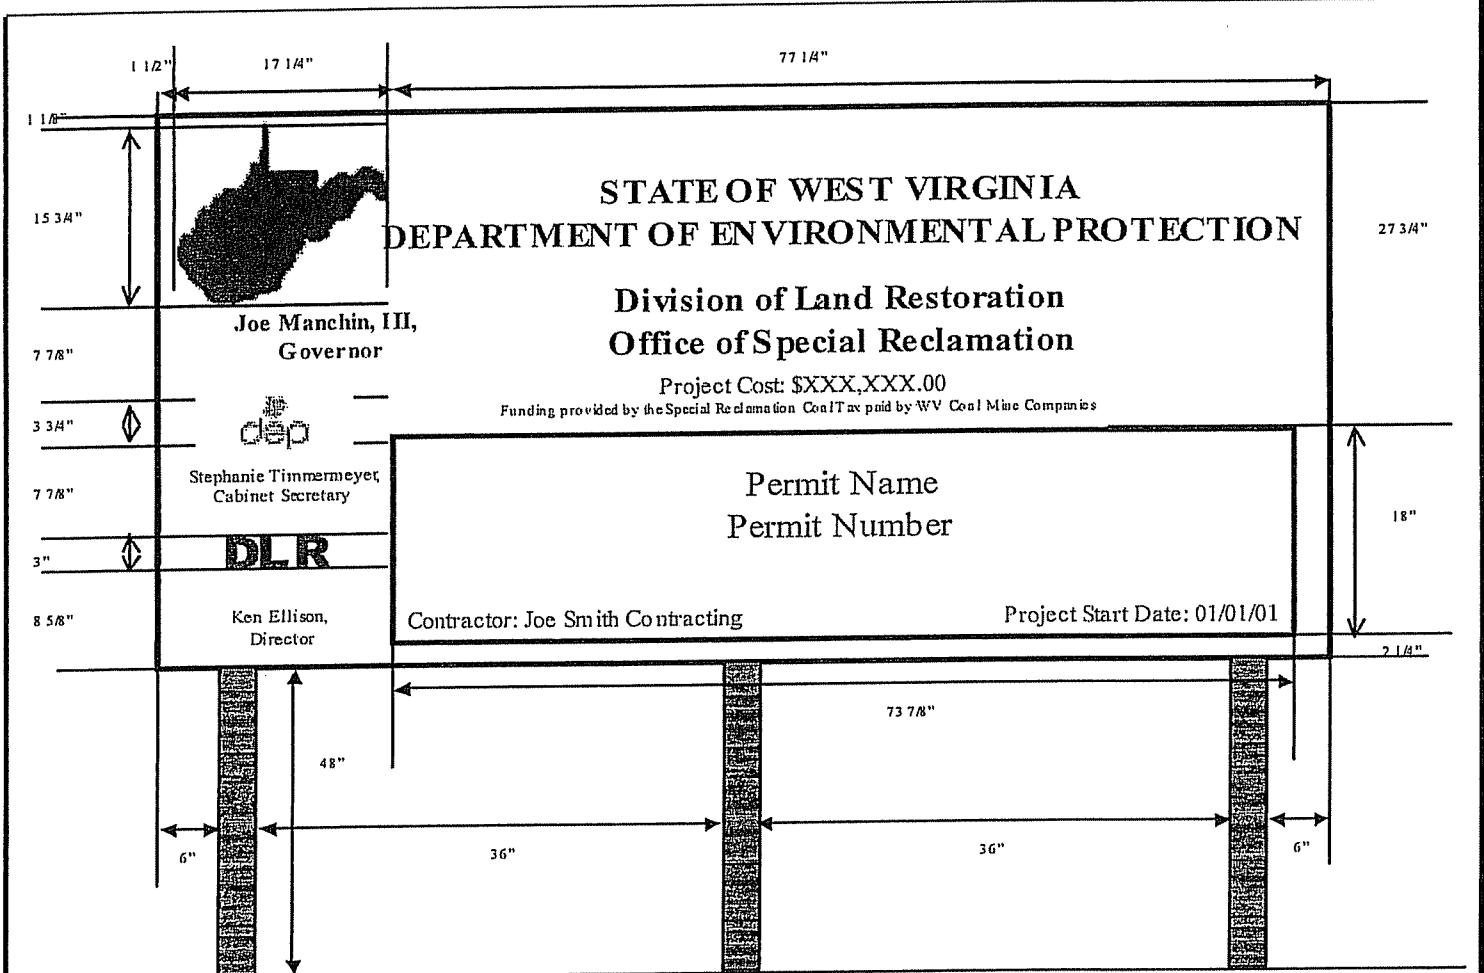 1 1/2"
17 1/4"
77 1/4"
1 1/8"
STATE OF WEST VIRGINIA
15 3/4"
DEPARTMENT OF ENVIRONMENTAL PROTECTION
27 3/4"
Division of Land Restoration
Joe Manchin, III,
Governor
Office of Special Reclamation
7 7/8"
Project Cost: $XXX,XXX.00
Funding provided by the Special Reclamation Coal Tax paid by WV Coal Mine Companies
3 3/4"
dep
Stephanie Timmermeyer,
Cabinet Secretary
7 7/8"
Permit Name
Permit Number
18"
DLR
3"
Ken Ellison,
Director
8 5/8"
Contractor: Joe Smith Contracting
Project Start Date: 01/01/01
2 1/4"
73 7/8"
48"
6"
36"
36"
6"